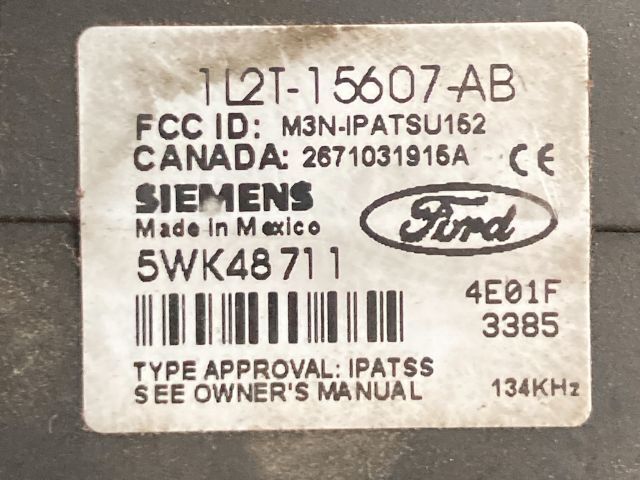 1L2T-15607-AB
FCC ID: M3N-IPATSU162
CANADA: 2671031916A CE
SIEMENS
Made in Mexico
Ford
5WK48711
4E01F
3385
TYPE APPROVAL: IPATSS
SEE OWNER'S MANUAL
134KHz